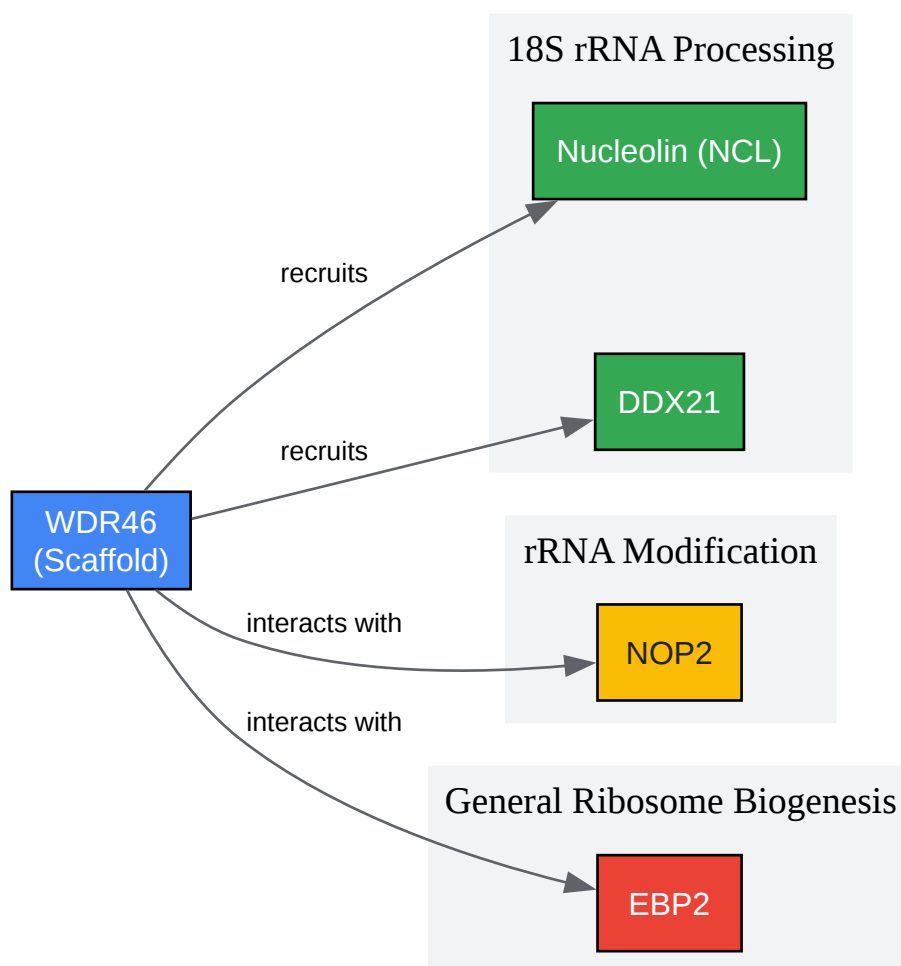 18S rRNA Processing
Nucleolin (NCL)
recruits
DDX21
recruits
WDR46
(Scaffold)
rRNA Modification
interacts with
NOP2
interacts with
General Ribosome Biogenesis
EBP2